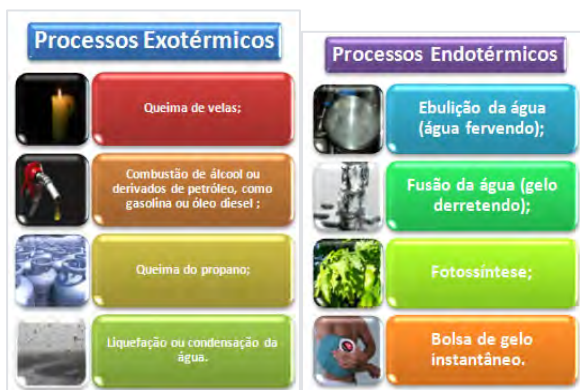 Processos Exotérmicos
Queima de velas;
Combustão de álcool ou
derivados de petróleo, como
gasolina ou óleo diesel ;
Queima do propano;
Liquefação ou condensação da
água.
Processos Endotérmicos
Ebulição da água
(água fervendo);
Fusão da água (gelo
derretendo);
Fotossíntese;
Bolsa de gelo
instantâneo.